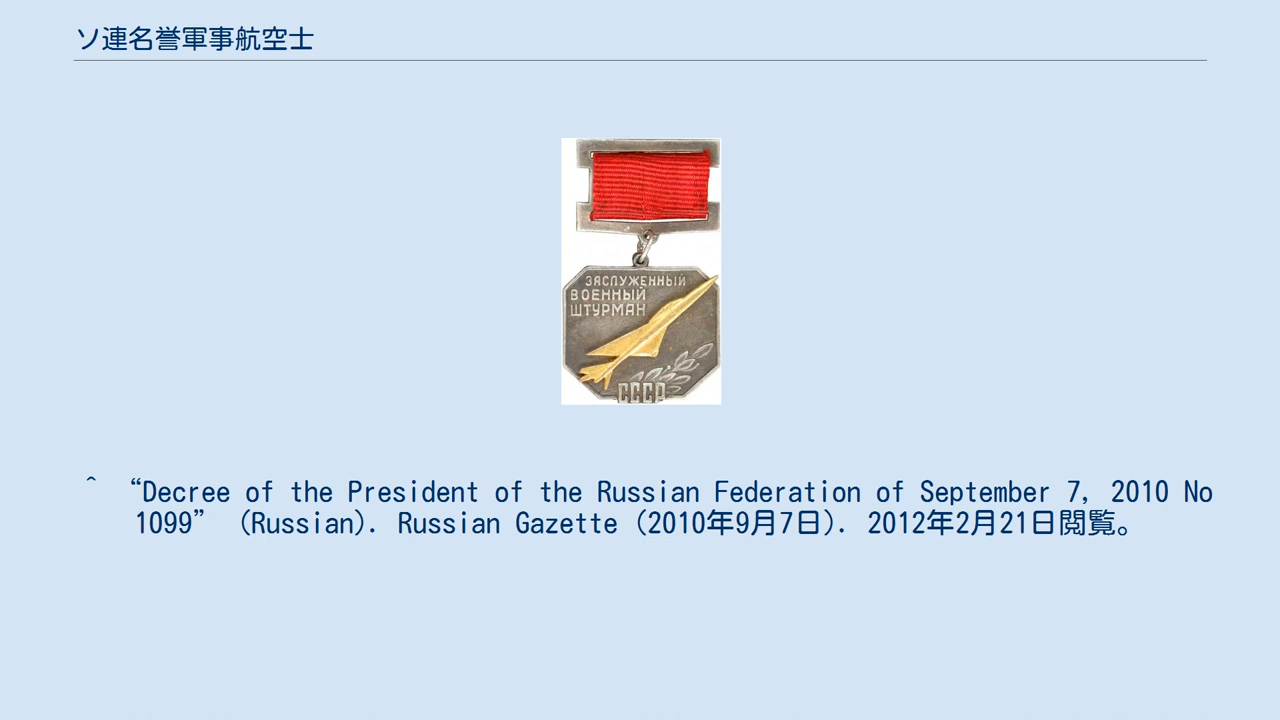 ソ連名誉軍事航空士
ЗАСЛУЖЕННЫЙ
ВОЕННЫЙ
ШТУРМАН
СССР
^ “Decree of the President of the Russian Federation of September 7, 2010 No
1099” (Russian). Russian Gazette (2010年9月7日). 2012年2月21日閲覧。